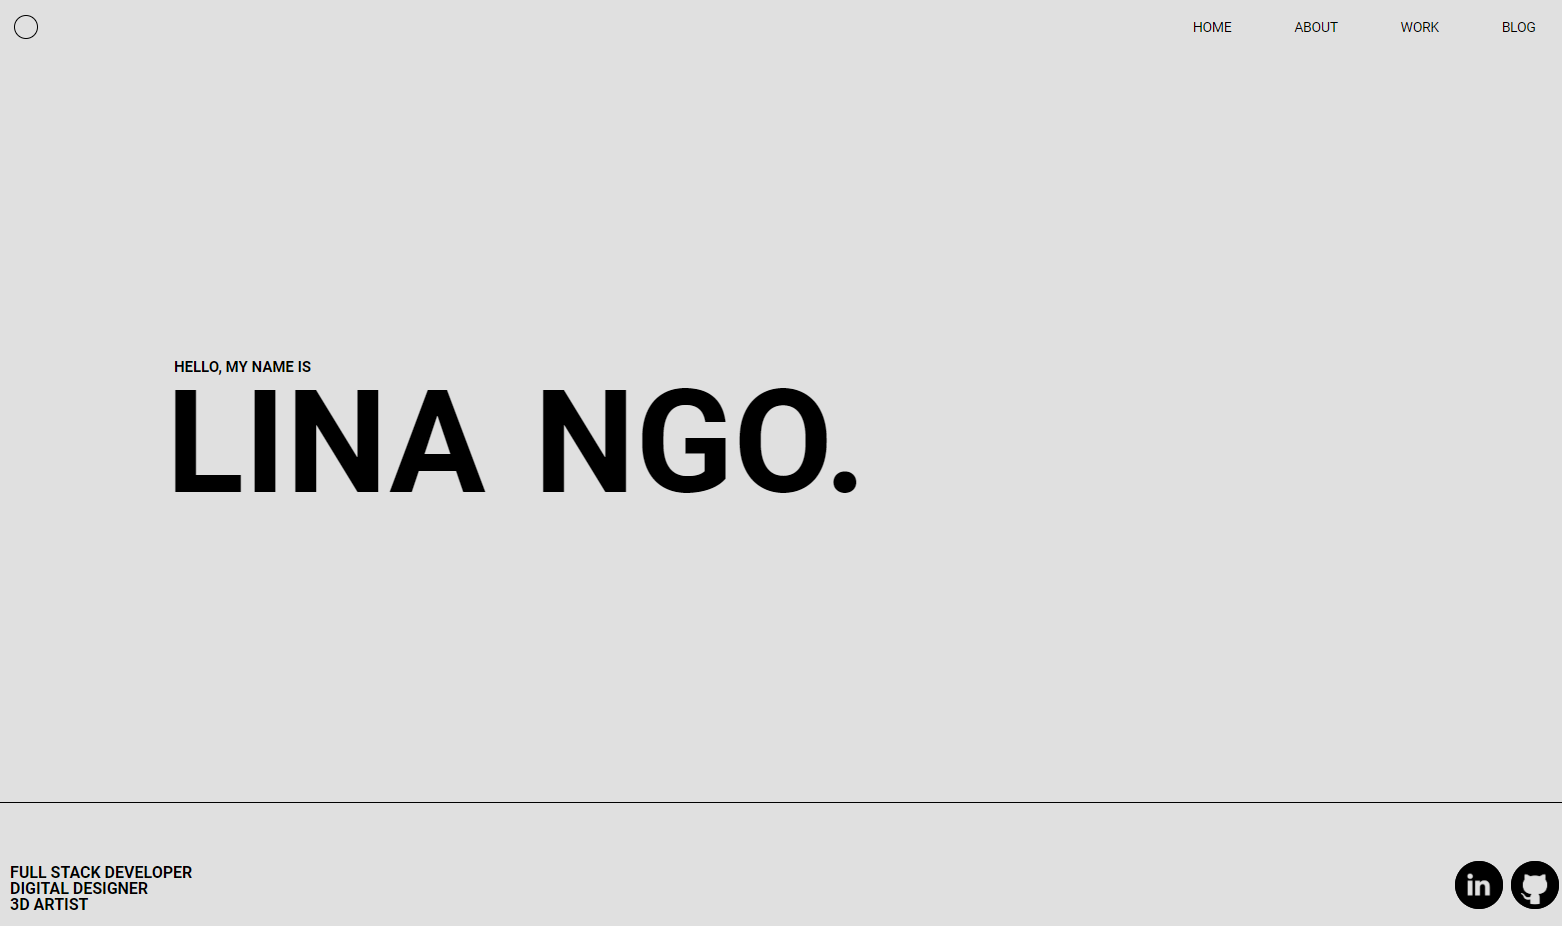 HOME ABOUT WORK BLOG
HELLO, MY NAME IS
LINA NGO.
FULL STACK DEVELOPER
DIGITAL DESIGNER
3D ARTIST
in